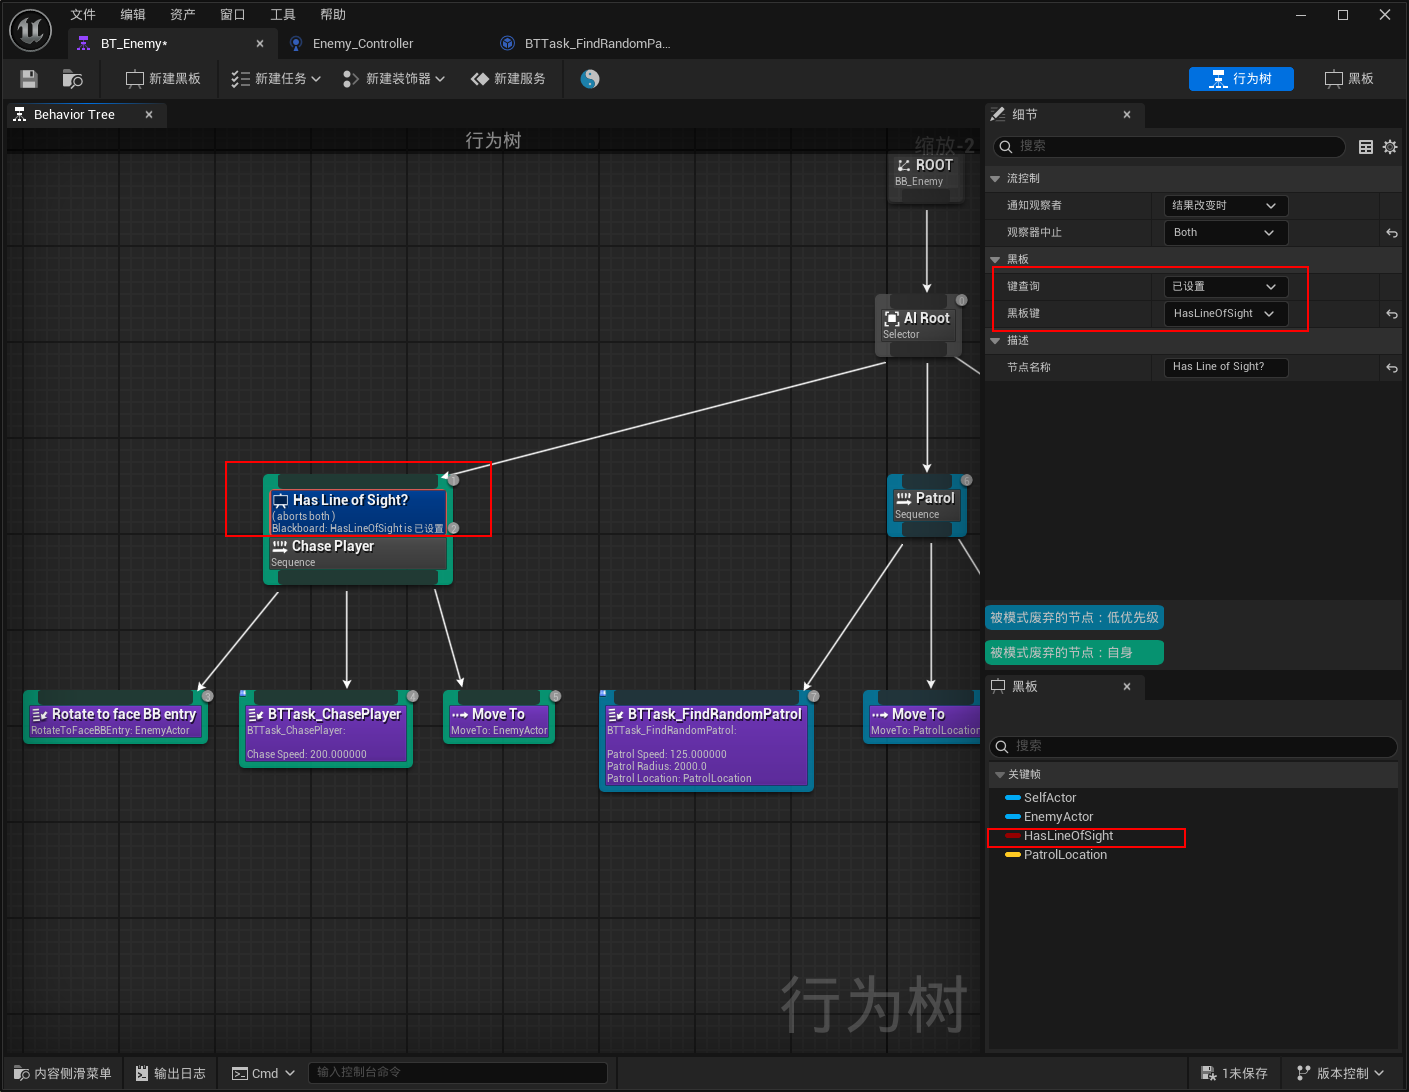 文件 编辑 资产 窗口 工具 帮助
BT_Enemy* Enemy_Controller BTTask_FindRandomPa...
新建黑板 新建任务 新建装饰器 新建服务 行为树 黑板
Behavior Tree
行为树
缩放-2
ROOT
BB_Enemy
0
AI Root
Selector
1
Has Line of Sight?
( aborts both )
Blackboard: HasLineOfSight is 已设置
2
Chase Player
Sequence
6
Patrol
Sequence
3
Rotate to face BB entry
RotateToFaceBBEntry: EnemyActor
4
BTTask_ChasePlayer
BTTask_ChasePlayer:
Chase Speed: 200.000000
5
Move To
MoveTo: EnemyActor
7
BTTask_FindRandomPatrol
BTTask_FindRandomPatrol:
Patrol Speed: 125.000000
Patrol Radius: 2000.0
Patrol Location: PatrolLocation
Move To
MoveTo: PatrolLocation
行为树
细节
搜索
流控制
通知观察者 结果改变时
观察器中止 Both
黑板
键查询 已设置
黑板键 HasLineOfSight
描述
节点名称 Has Line of Sight?
被模式废弃的节点：低优先级
被模式废弃的节点：自身
黑板
搜索
关键帧
SelfActor
EnemyActor
HasLineOfSight
PatrolLocation
内容侧滑菜单 输出日志 Cmd 输入控制台命令 1未保存 版本控制